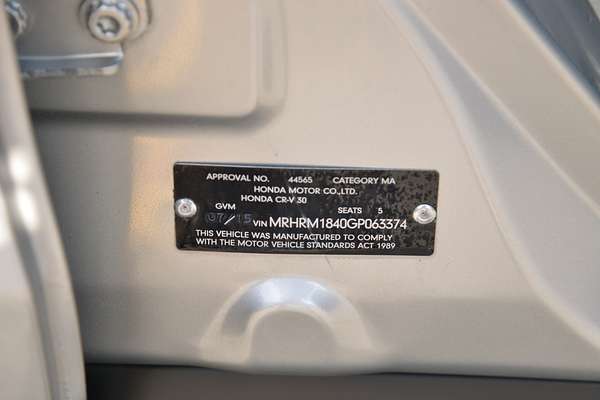 APPROVAL NO. 44565 CATEGORY MA
HONDA MOTOR CO.,LTD.
HONDA CR-V 30
GVM SEATS 5
07/15 VIN MRHRM1840GP063374
THIS VEHICLE WAS MANUFACTURED TO COMPLY
WITH THE MOTOR VEHICLE STANDARDS ACT 1989